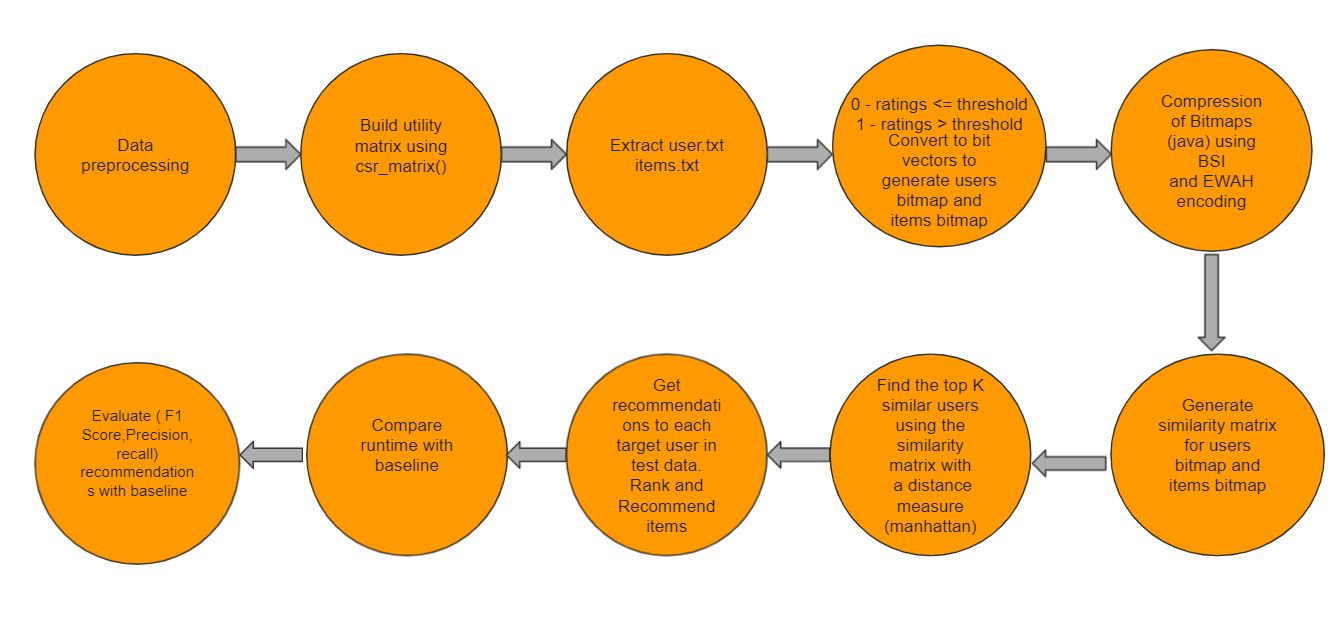 Data
preprocessing
Build utility
matrix using
csr_matrix()
Extract user.txt
items.txt
0 - ratings <= threshold
1 - ratings > threshold
Convert to bit
vectors to
generate users
bitmap and
items bitmap
Compression
of Bitmaps
(java) using
BSI
and EWAH
encoding
Generate
similarity matrix
for users
bitmap and
items bitmap
Find the top K
similar users
using the
similarity
matrix with
a distance
measure
(manhattan)
Get
recommendati
ons to each
target user in
test data.
Rank and
Recommend
items
Compare
runtime with
baseline
Evaluate ( F1
Score,Precision,
recall)
recommendation
s with baseline